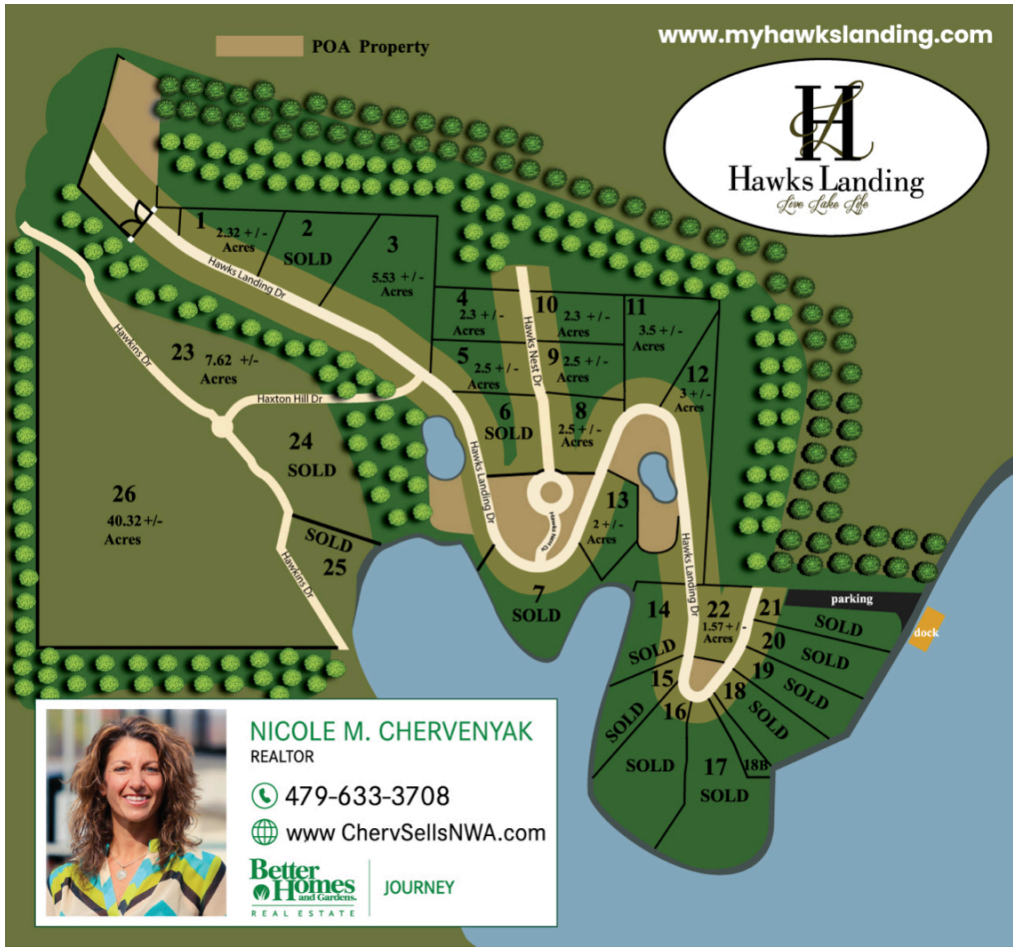 POA Property
www.myhawkslanding.com
HL
Hawks Landing
Live Lake Life
1
2.32 +/-
Acres
2
SOLD
3
5.53 +/-
Acres
Hawks Landing Dr
4
2.3 +/-
Acres
10
2.3 +/-
Acres
11
3.5 +/-
Acres
Hawks Nest Dr
5
2.5 +/-
Acres
9
2.5 +/-
Acres
12
3 +/-
Acres
Hawkins Dr
23
7.62 +/-
Acres
Haxton Hill Dr
6
SOLD
8
2.5 +/-
Acres
24
SOLD
Hawks Landing Dr
26
40.32 +/-
Acres
13
2 +/-
Acres
Hawks Nest Dr
SOLD
25
Hawkins Dr
Hawks Landing Dr
7
SOLD
14
SOLD
22
1.57 +/-
Acres
21
SOLD
parking
dock
20
SOLD
19
SOLD
15
SOLD
18
SOLD
16
SOLD
17
SOLD
18B
NICOLE M. CHERVENYAK
REALTOR
479-633-3708
www ChervSellsNWA.com
Better
Homes
and Gardens.
REAL ESTATE
JOURNEY